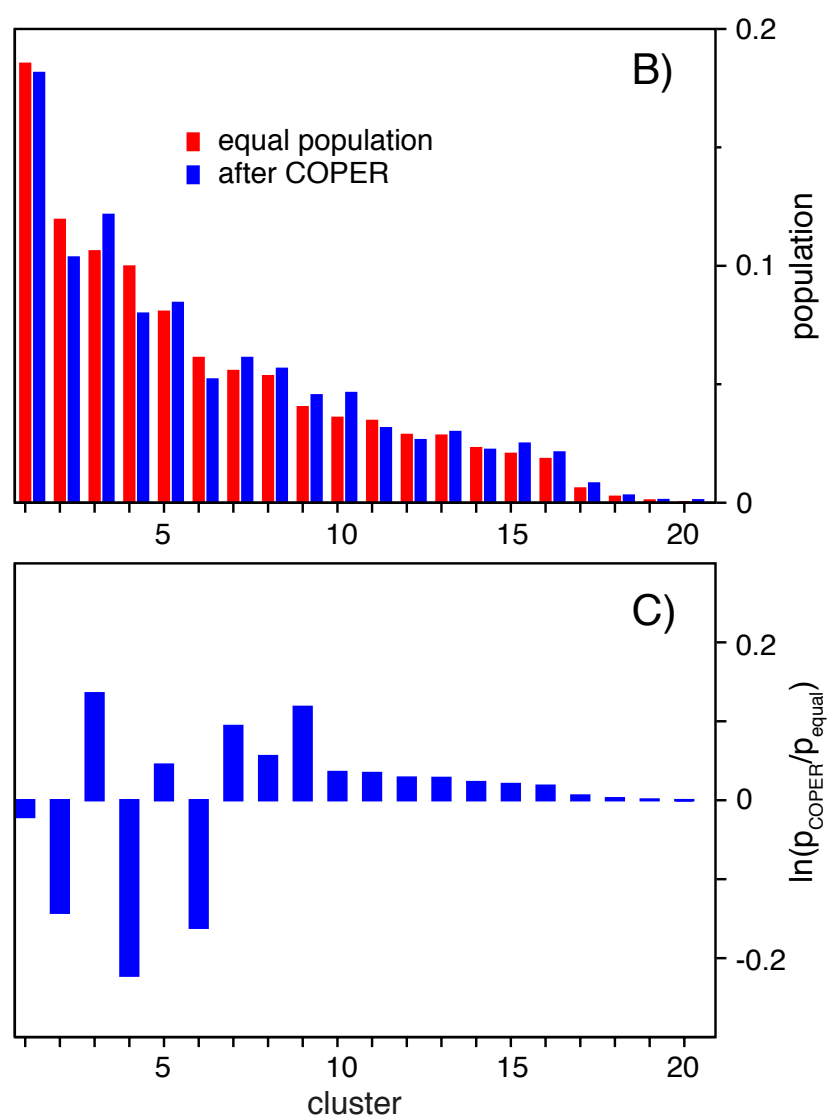 B)
0.2
equal population
after COPER
0.1
population
0
5 10 15 20
C)
0.2
ln(pCOPER/pequal)
0
-0.2
5 10 15 20
cluster